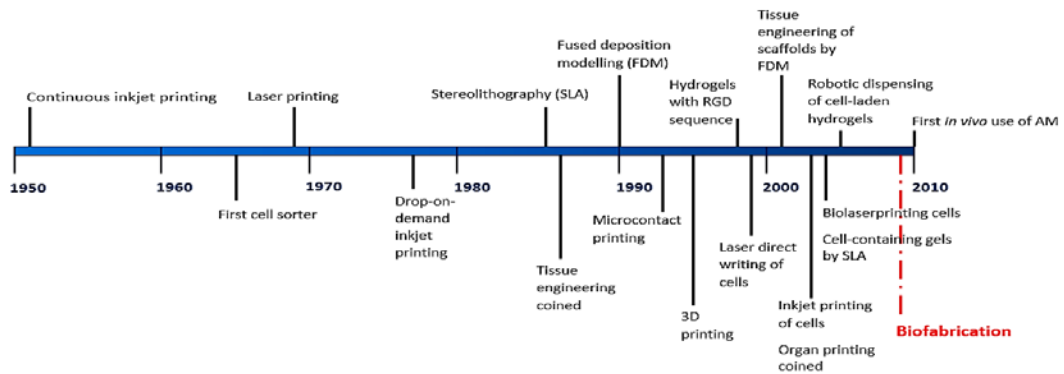 Tissue
engineering of
scaffolds by
FDM
Fused deposition
modelling (FDM)
Hydrogels
with RGD
sequence
Robotic dispensing
of cell-laden
hydrogels
Continuous inkjet printing
Laser printing
Stereolithography (SLA)
First in vivo use of AM
1950
1960
1970
1980
1990
2000
2010
First cell sorter
Drop-on-
demand
inkjet
printing
Tissue
engineering
coined
Microcontact
printing
3D
printing
Laser direct
writing of
cells
Inkjet printing
of cells
Organ printing
coined
Biolaserprinting cells
Cell-containing gels
by SLA
Biofabrication